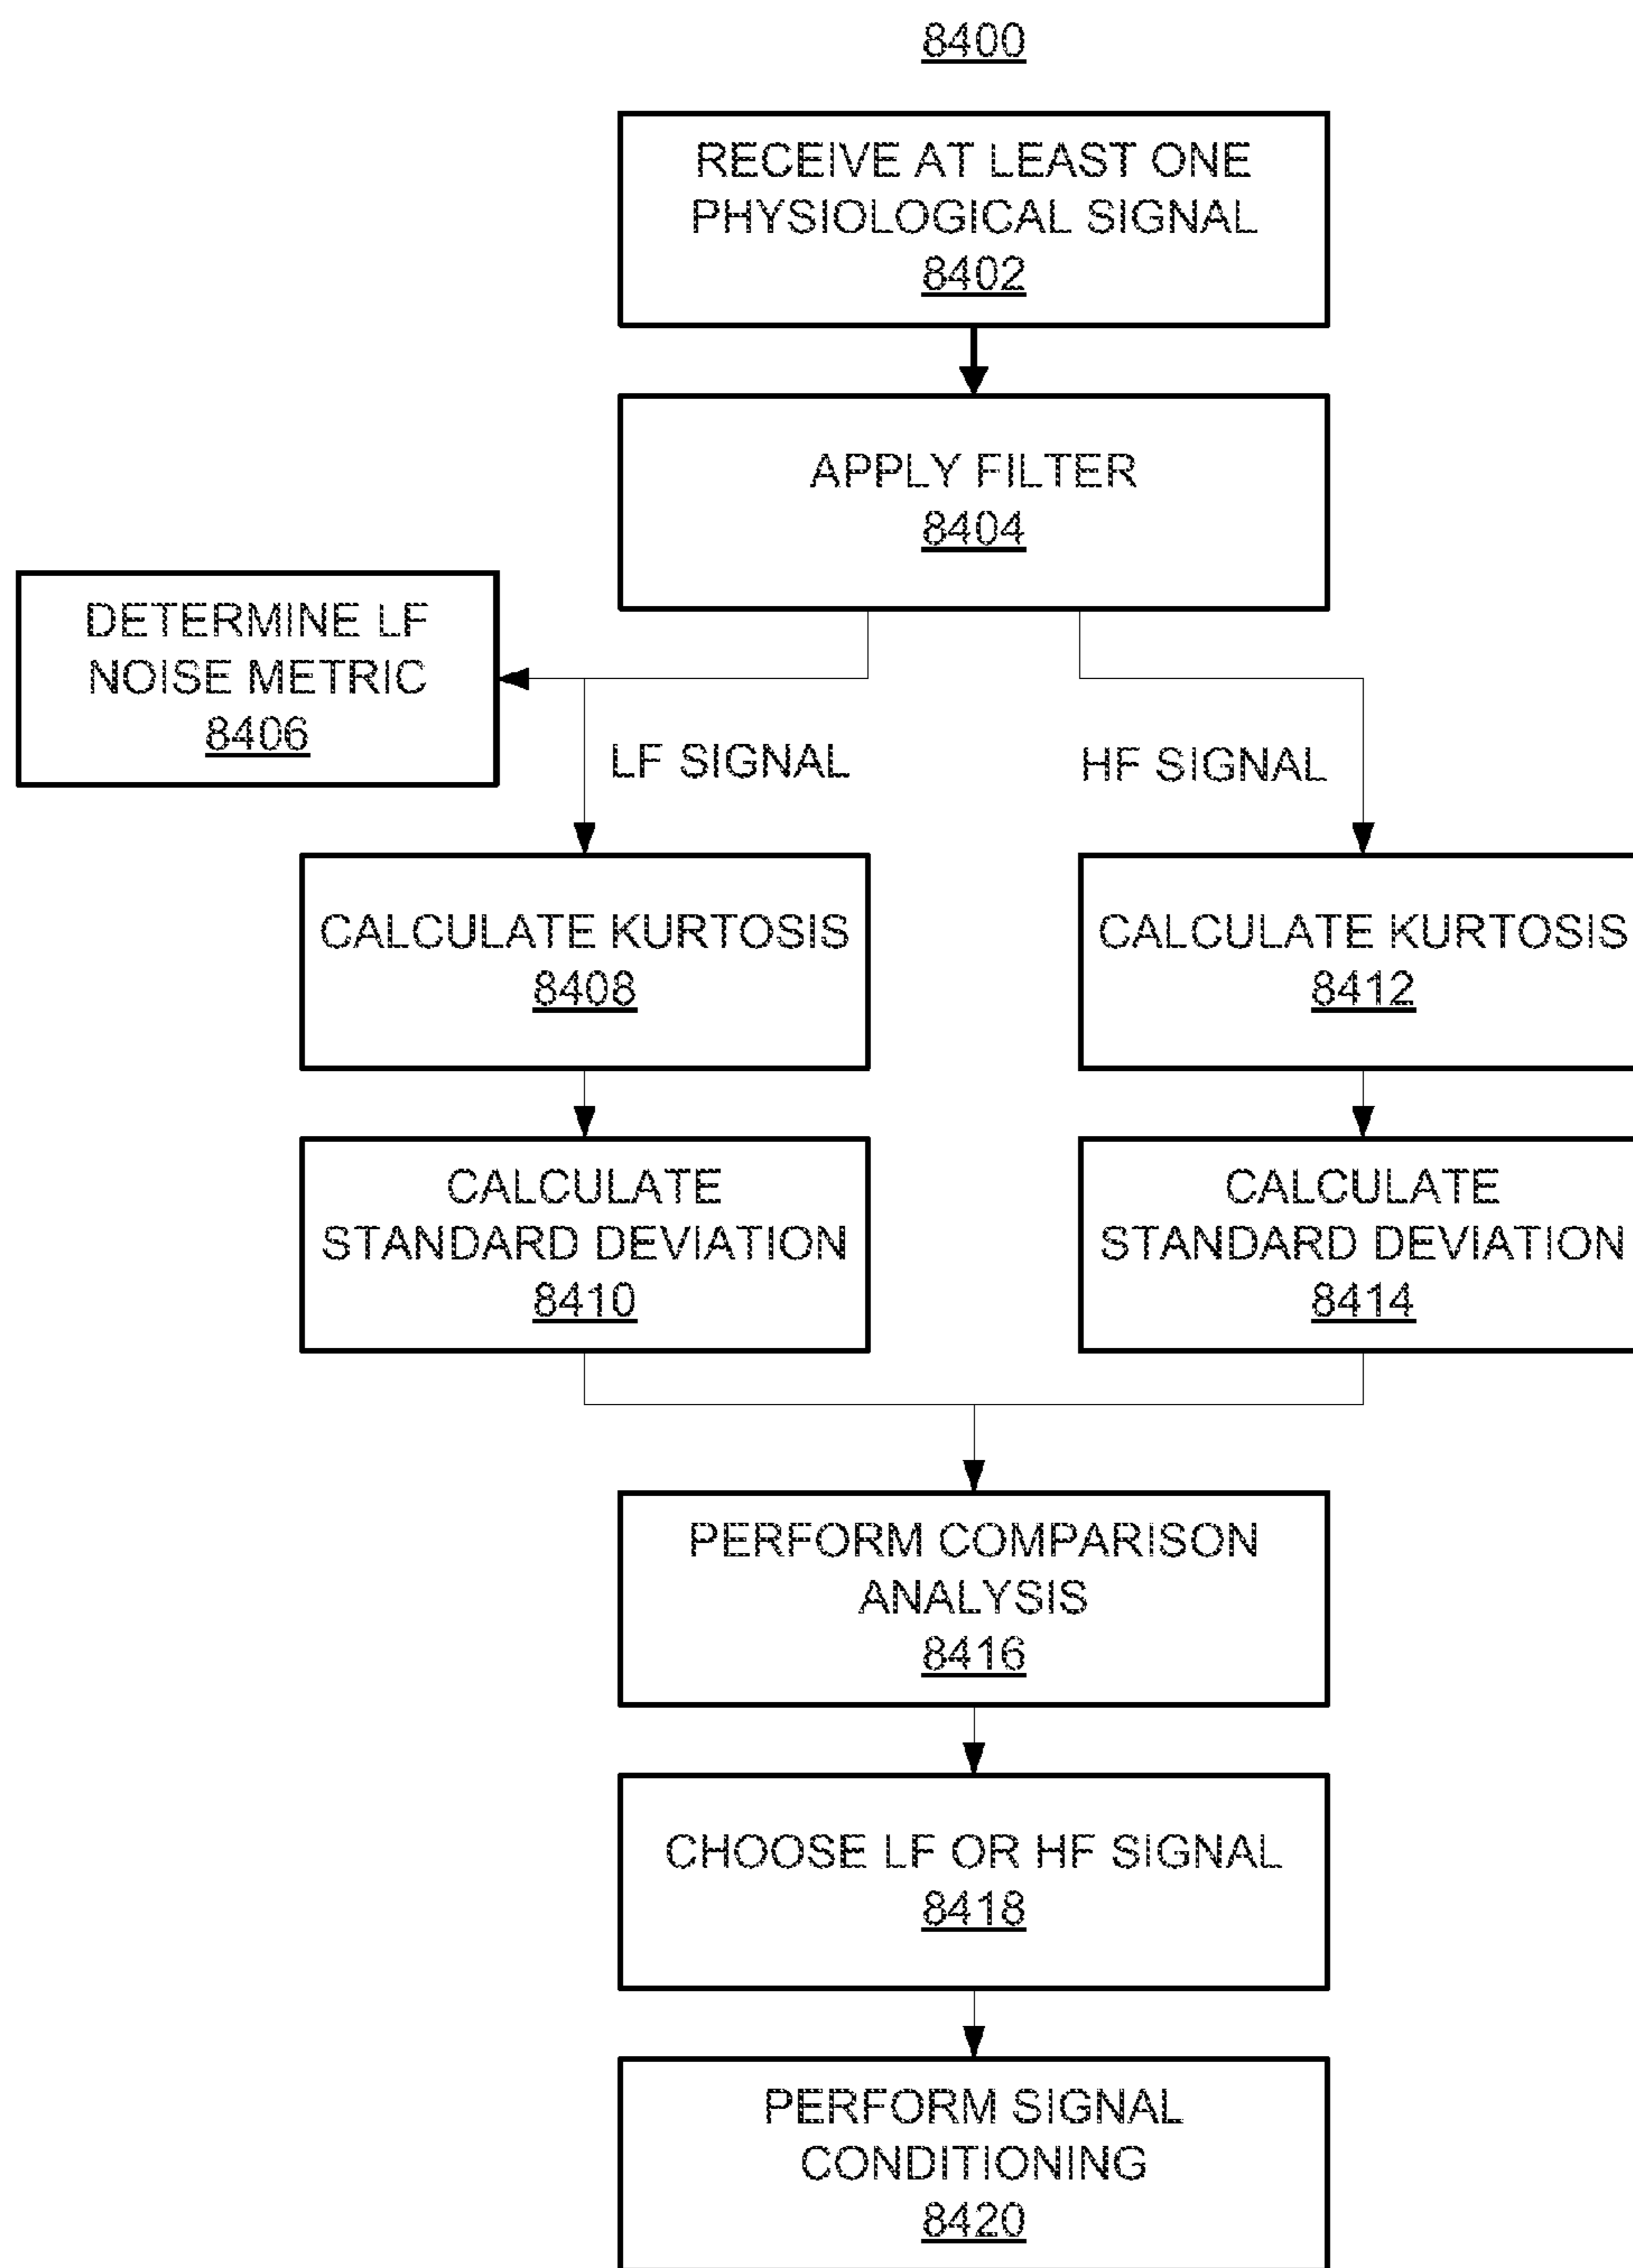 8400
RECEIVE AT LEAST ONE
PHYSIOLOGICAL SIGNAL
8402
APPLY FILTER
8404
DETERMINE LF
NOISE METRIC
8406
LF SIGNAL
HF SIGNAL
CALCULATE KURTOSIS
8408
CALCULATE KURTOSIS
8412
CALCULATE
STANDARD DEVIATION
8410
CALCULATE
STANDARD DEVIATION
8414
PERFORM COMPARISON
ANALYSIS
8416
CHOOSE LF OR HF SIGNAL
8418
PERFORM SIGNAL
CONDITIONING
8420